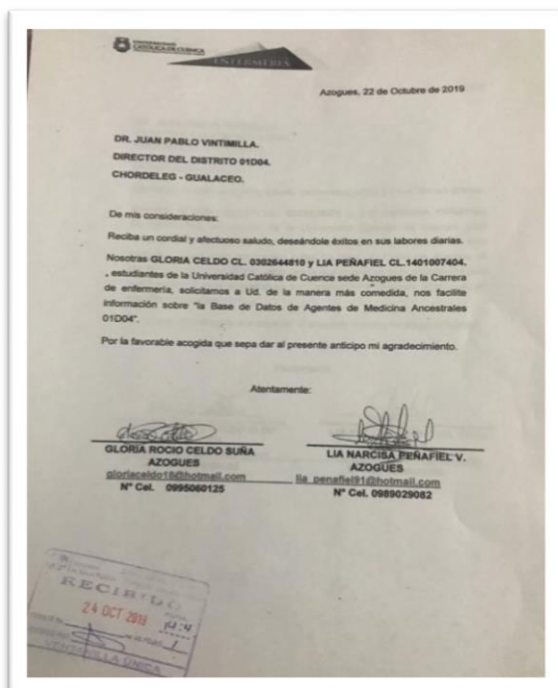 UNIVERSIDAD
CATÓLICA DE CUENCA
ENFERMERÍA
Azogues, 22 de Octubre de 2019
DR. JUAN PABLO VINTIMILLA.
DIRECTOR DEL DISTRITO 01D04.
CHORDELEG - GUALACEO.
De mis consideraciones:
Reciba un cordial y afectuoso saludo, deseándole éxitos en sus labores diarias.
Nosotras GLORIA CELDO CL. 0302644810 y LIA PEÑAFIEL CL.1401007404.
, estudiantes de la Universidad Católica de Cuenca sede Azogues de la Carrera
de enfermería, solicitamos a Ud. de la manera más comedida, nos facilite
información sobre "la Base de Datos de Agentes de Medicina Ancestrales
01D04".
Por la favorable acogida que sepa dar al presente anticipo mi agradecimiento.
Atentamente:
GLORIA ROCIO CELDO SUÑA
AZOGUES
gloriaceldo18@hotmail.com
N° Cel. 0995060125
LIA NARCISA PEÑAFIEL V.
AZOGUES
lia_penafiel91@hotmail.com
N° Cel. 0989029082
RECIBIDO
24 OCT 2019
VENTANILLA ÚNICA